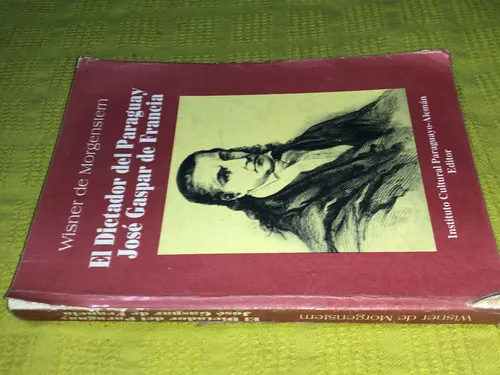 Wisner de Morgenstern
El Dictador del Paraguay
José Gaspar de Francia
Instituto Cultural Paraguayo-Alemán
Editor
El Dictador del Paraguay
José Gaspar de Francia
Wisner de Morgenstern